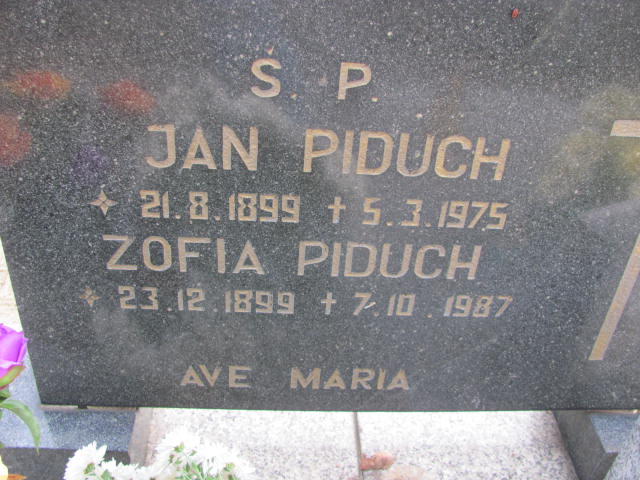 Ś P.
JAN PIDUCH
21.8.1899 + 5.3.1975
ZOFIA PIDUCH
23.12.1899 + 7.10.1987
AVE MARIA